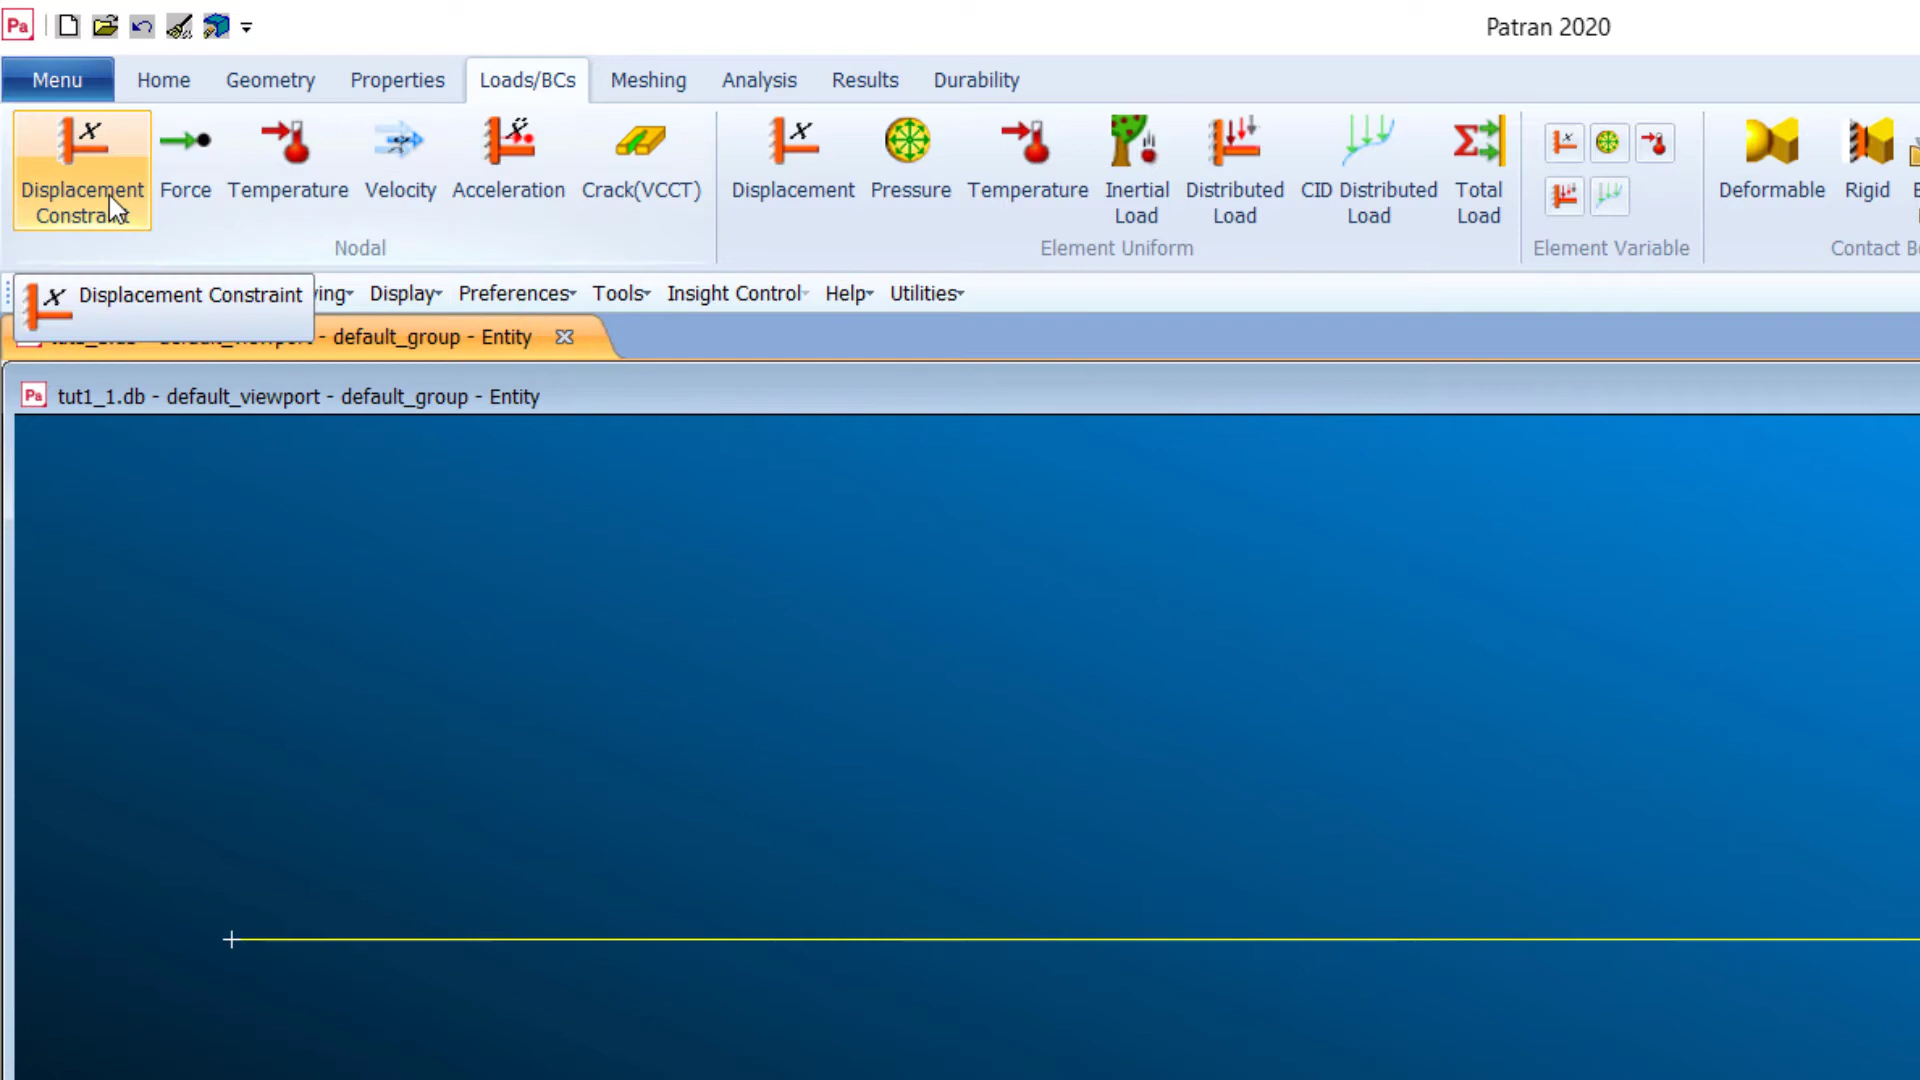 Pa
Patran 2020
Menu Home Geometry Properties Loads/BCs Meshing Analysis Results Durability
Displacement Constraint Force Temperature Velocity Acceleration Crack(VCCT) Displacement Pressure Temperature Inertial Load Distributed Load CID Distributed Load Total Load Deformable Rigid
Nodal Element Uniform Element Variable Contact
Displacement Constraint Display Preferences Tools Insight Control Help Utilities
default_group - Entity
Pa tut1_1.db - default_viewport - default_group - Entity